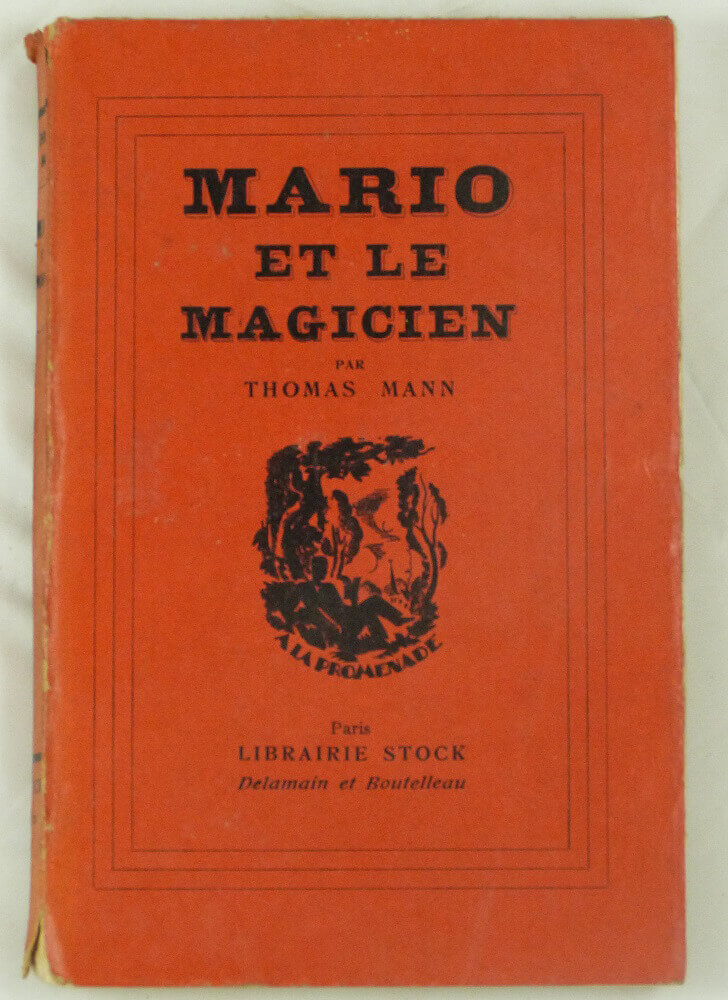 MARIO
ET LE
MAGICIEN
PAR
THOMAS MANN
A LA PROMENADE
Paris
LIBRAIRIE STOCK
Delamain et Boutelleau